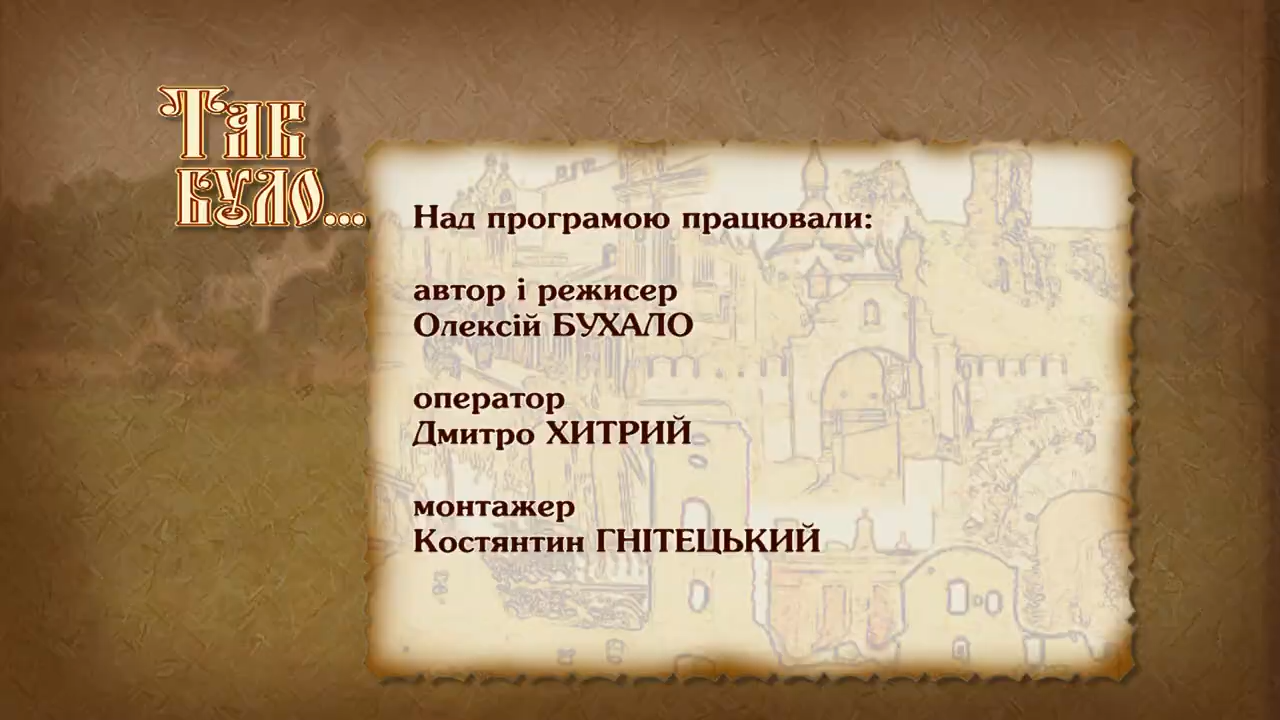 Так
було...
Над програмою працювали:
автор і режисер
Олексій БУХАЛО
оператор
Дмитро ХИТРИЙ
монтажер
Костянтин ГНІТЕЦЬКИЙ